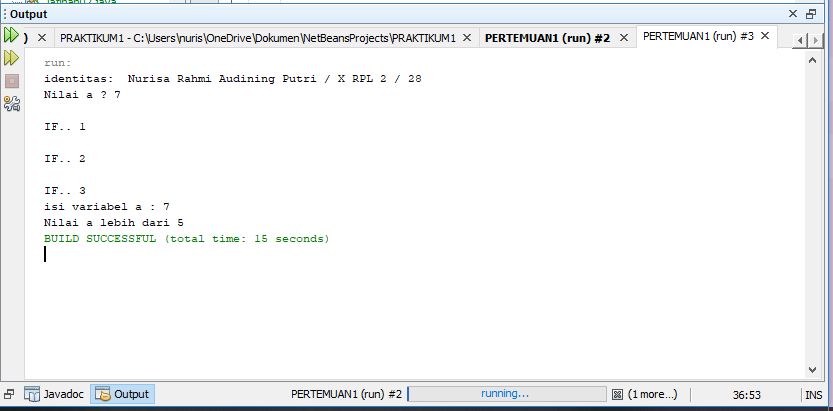 Output
) PRAKTIKUM1 - C:\Users\nuris\OneDrive\Dokumen\NetBeansProjects\PRAKTIKUM1 PERTEMUAN1 (run) #2 PERTEMUAN1 (run) #3
run:
identitas:  Nurisa Rahmi Audining Putri / X RPL 2 / 28
Nilai a ? 7
IF.. 1
IF.. 2
IF.. 3
isi variabel a : 7
Nilai a lebih dari 5
BUILD SUCCESSFUL (total time: 15 seconds)
Javadoc Output PERTEMUAN1 (run) #2 running... (1 more...) 36:53 INS